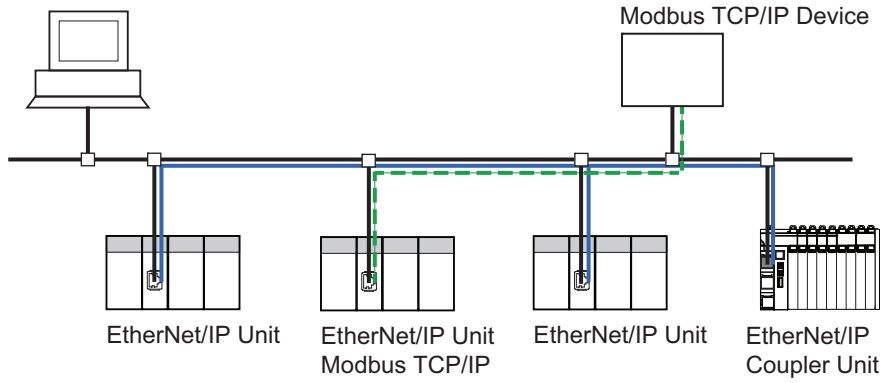 Modbus TCP/IP Device
EtherNet/IP Unit
EtherNet/IP Unit
Modbus TCP/IP
EtherNet/IP Unit
EtherNet/IP
Coupler Unit